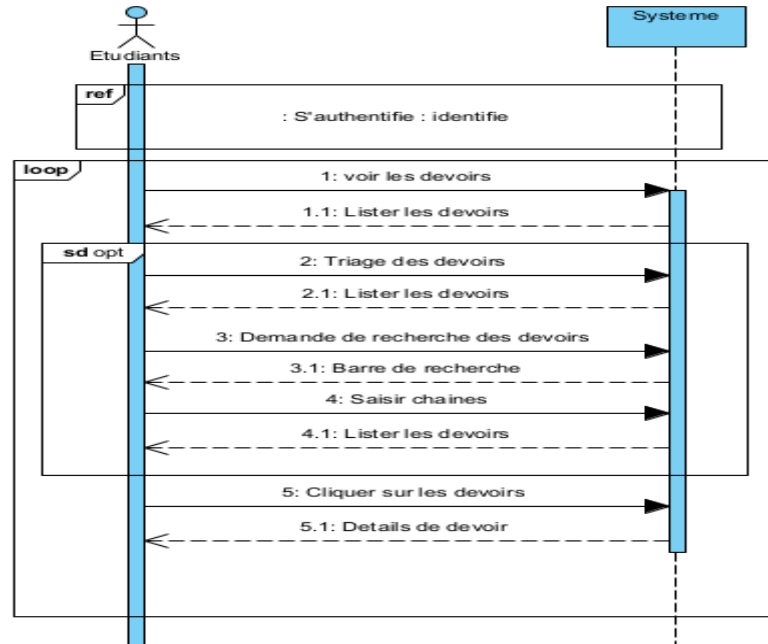 Systeme
Etudiants
ref
: S'authentifie : identifie
loop
1: voir les devoirs
1.1: Lister les devoirs
sd opt
2: Triage des devoirs
2.1: Lister les devoirs
3: Demande de recherche des devoirs
3.1: Barre de recherche
4: Saisir chaines
4.1: Lister les devoirs
5: Cliquer sur les devoirs
5.1: Details de devoir